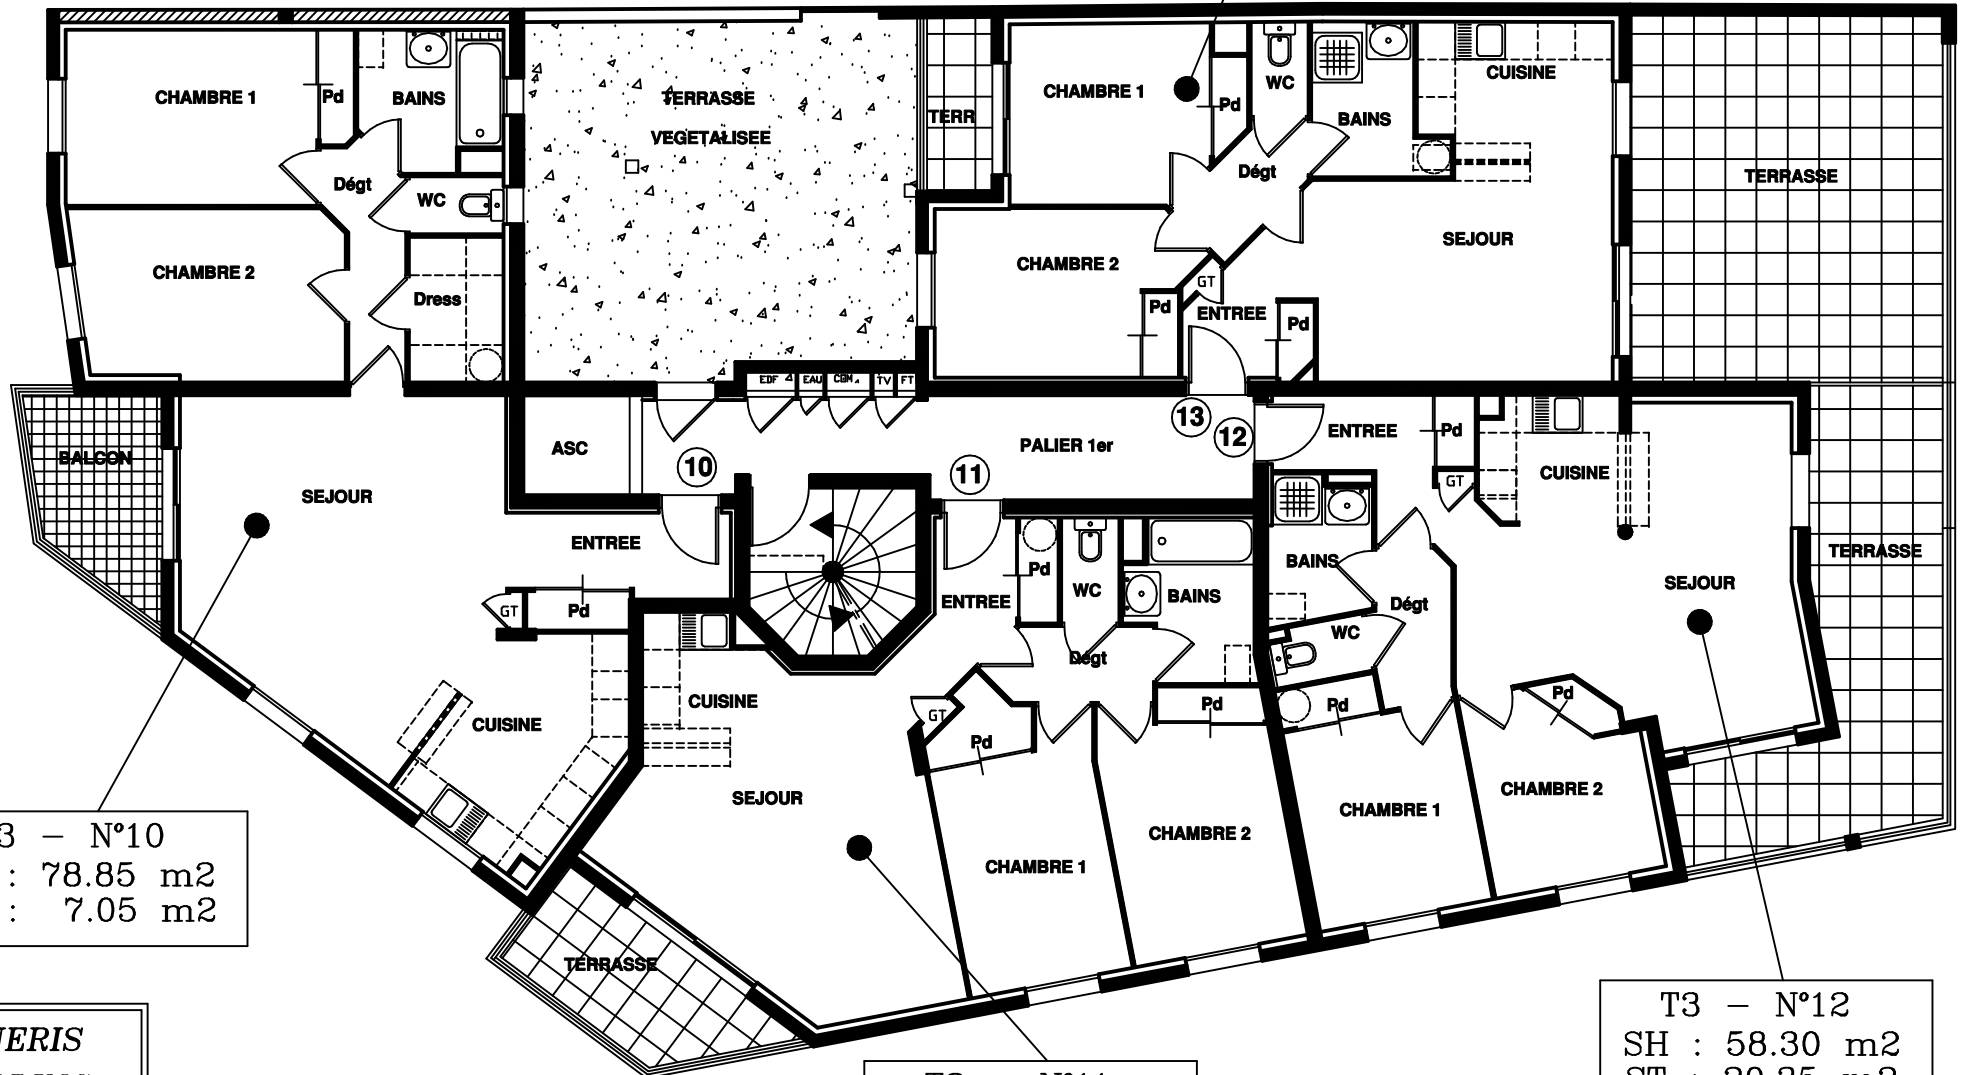 CHAMBRE 1
Pd
BAINS
Dégt
WC
CHAMBRE 2
Dress
TERRASSE
VEGETALISEE
TERR
CHAMBRE 1
Pd
WC
BAINS
CUISINE
Dégt
SEJOUR
CHAMBRE 2
Pd
GT
ENTREE
Pd
TERRASSE
EDF
EAU
COM
TV
FT
BALCON
SEJOUR
ASC
10
ENTREE
GT
Pd
CUISINE
PALIER 1er
11
13
12
ENTREE
Pd
GT
CUISINE
BAINS
Dégt
WC
Pd
SEJOUR
Pd
TERRASSE
CHAMBRE 1
CHAMBRE 2
ENTREE
Pd
WC
BAINS
Dégt
CUISINE
GT
Pd
Pd
SEJOUR
CHAMBRE 1
CHAMBRE 2
TERRASSE
3 - N°10
: 78.85 m2
: 7.05 m2
T3 - N°12
SH : 58.30 m2